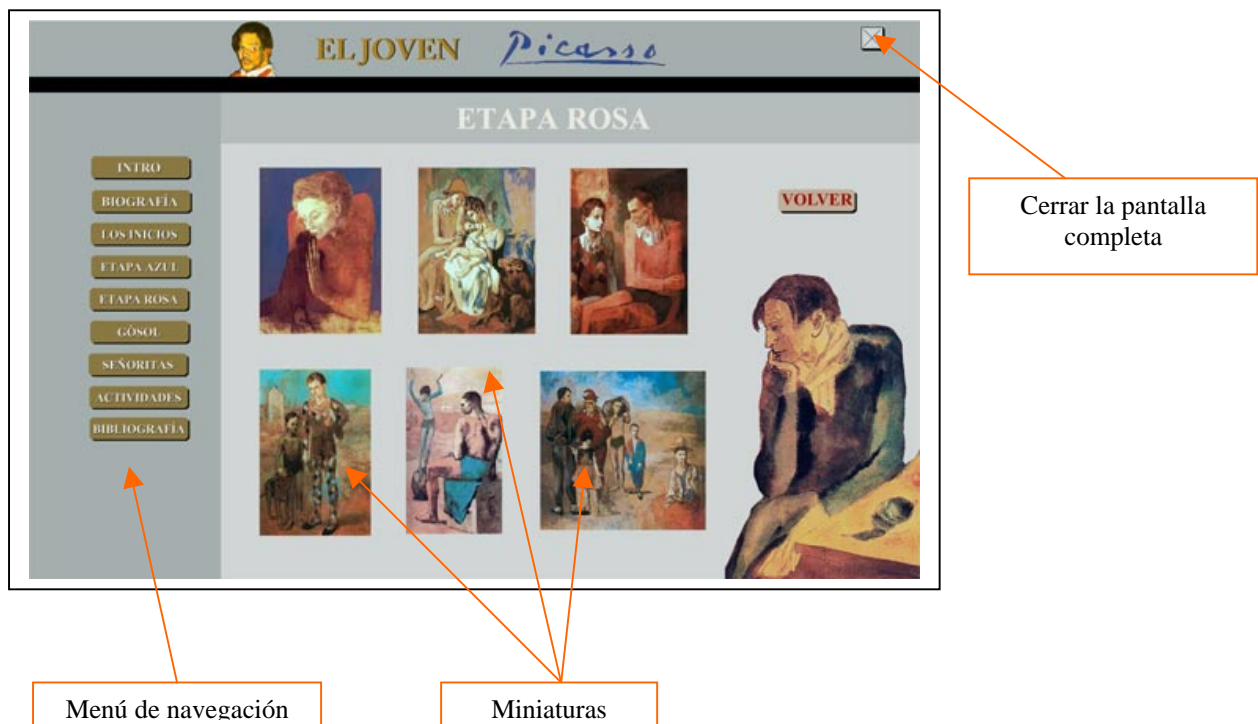 EL JOVEN Picasso
ETAPA ROSA
INTRO
BIOGRAFÍA
LOS INICIOS
ETAPA AZUL
ETAPA ROSA
GÒSOL
SEÑORITAS
ACTIVIDADES
BIBLIOGRAFÍA
VOLVER
Cerrar la pantalla
completa
Menú de navegación
Miniaturas